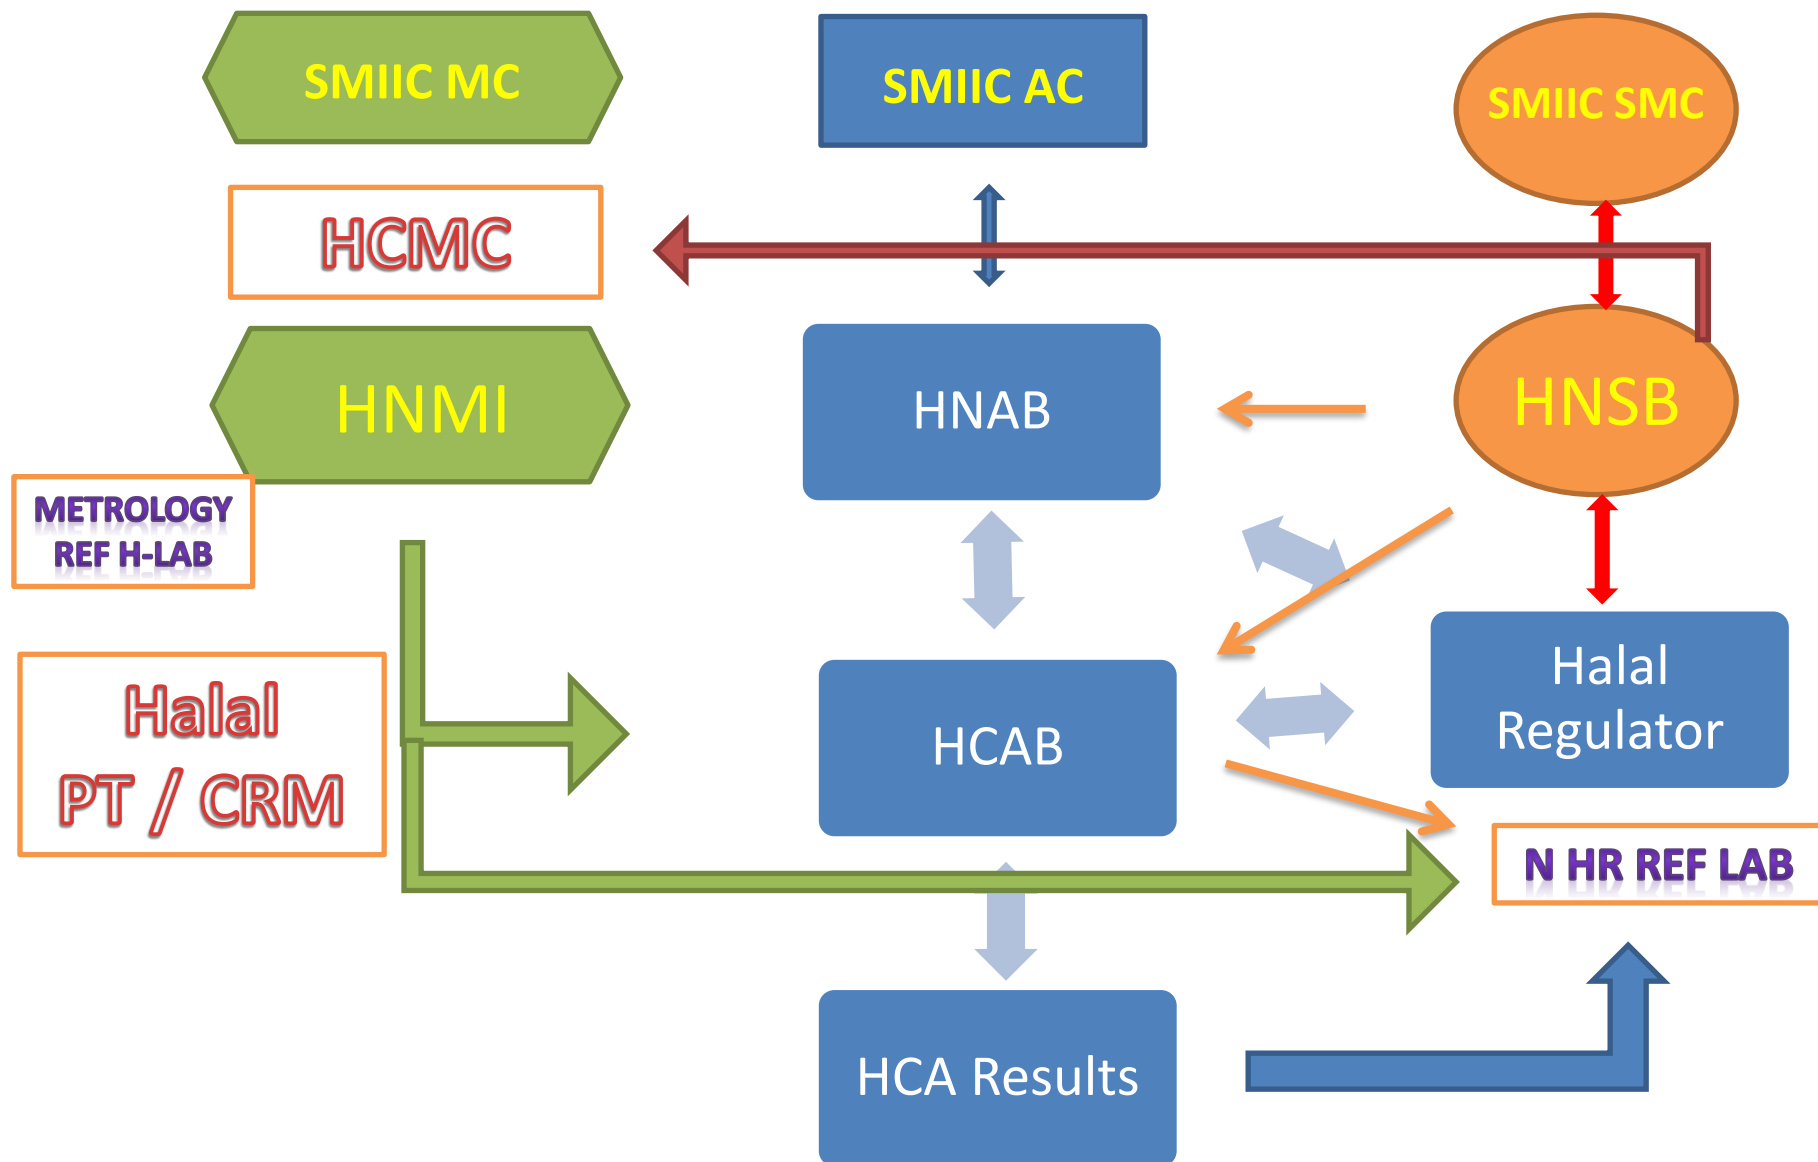 SMIIC MC
SMIIC AC
SMIIC SMC
HCMC
HNMI
HNAB
HNSB
METROLOGY
REF H-LAB
Halal
PT / CRM
HCAB
Halal
Regulator
N HR REF LAB
HCA Results